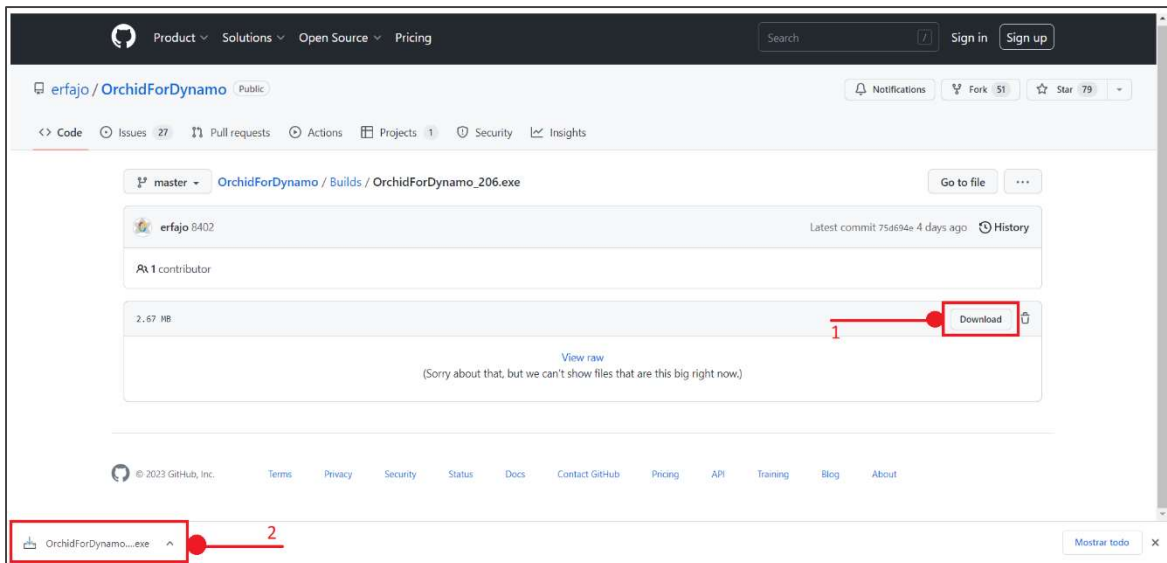 Product Solutions Open Source Pricing Search / Sign in Sign up
erfajo / OrchidForDynamo Public Notifications Fork 51 Star 79
<> Code Issues 27 Pull requests Actions Projects 1 Security Insights
master OrchidForDynamo / Builds / OrchidForDynamo_206.exe Go to file ...
erfajo 8402 Latest commit 75d694e 4 days ago History
1 contributor
2.67 MB Download
1
View raw
(Sorry about that, but we can't show files that are this big right now.)
© 2023 GitHub, Inc. Terms Privacy Security Status Docs Contact GitHub Pricing API Training Blog About
2
OrchidForDynamo....exe Mostrar todo